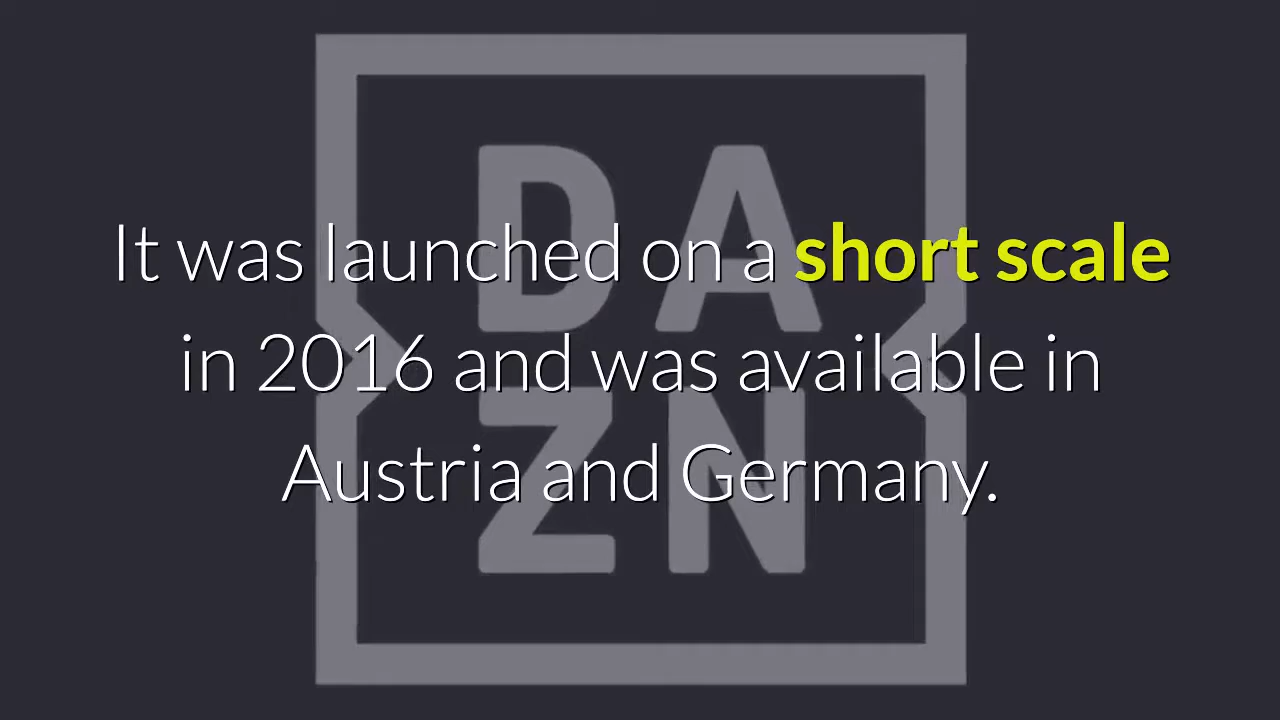 DA
ZN
It was launched on a short scale
in 2016 and was available in
Austria and Germany.